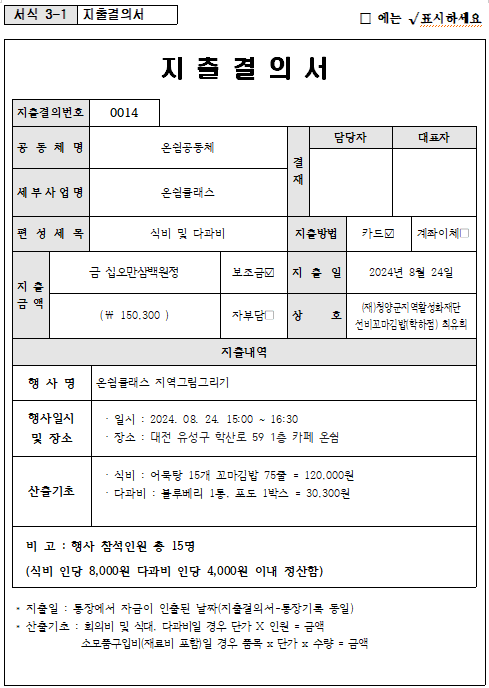 서식 3-1 지출결의서
□ 에는 √표시하세요
지출결의서
지출결의번호 0014
공 동 체 명 온쉼공동체
결재 담당자 대표자
세부사업명 온쉼클래스
편 성 세 목 식비 및 다과비 지출방법 카드☑ 계좌이체□
지출금액 금 십오만삼백원정 보조금☑ 지 출 일 2024년 8월 24일
(₩ 150,300 ) 자부담□ 상 호 (재)청양군지역활성화재단
선비꼬마김밥(학하점) 최유희
지출내역
행 사 명 온쉼클래스 지역그림그리기
행사일시 및 장소 · 일시 : 2024. 08. 24. 15:00 ~ 16:30
· 장소 : 대전 유성구 학산로 59 1층 카페 온쉼
산출기초 · 식비 : 어묵탕 15개 꼬마김밥 75줄 = 120,000원
· 다과비 : 블루베리 1통, 포도 1박스 = 30,300원
비 고 : 행사 참석인원 총 15명
(식비 인당 8,000원 다과비 인당 4,000원 이내 정산함)
* 지출일 : 통장에서 자금이 인출된 날짜(지출결의서-통장기록 동일)
* 산출기초 : 회의비 및 식대, 다과비일 경우 단가 X 인원 = 금액
소모품구입비(재료비 포함)일 경우 품목 x 단가 x 수량 = 금액